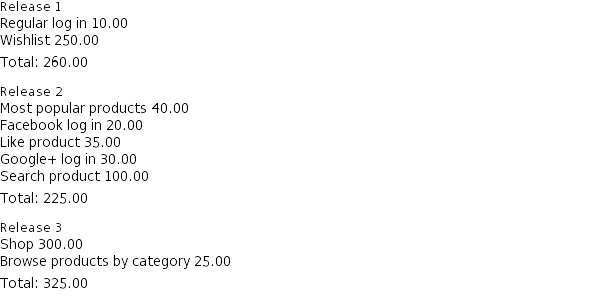 Release 1
Regular log in 10.00
Wishlist 250.00
Total: 260.00
Release 2
Most popular products 40.00
Facebook log in 20.00
Like product 35.00
Google+ log in 30.00
Search product 100.00
Total: 225.00
Release 3
Shop 300.00
Browse products by category 25.00
Total: 325.00